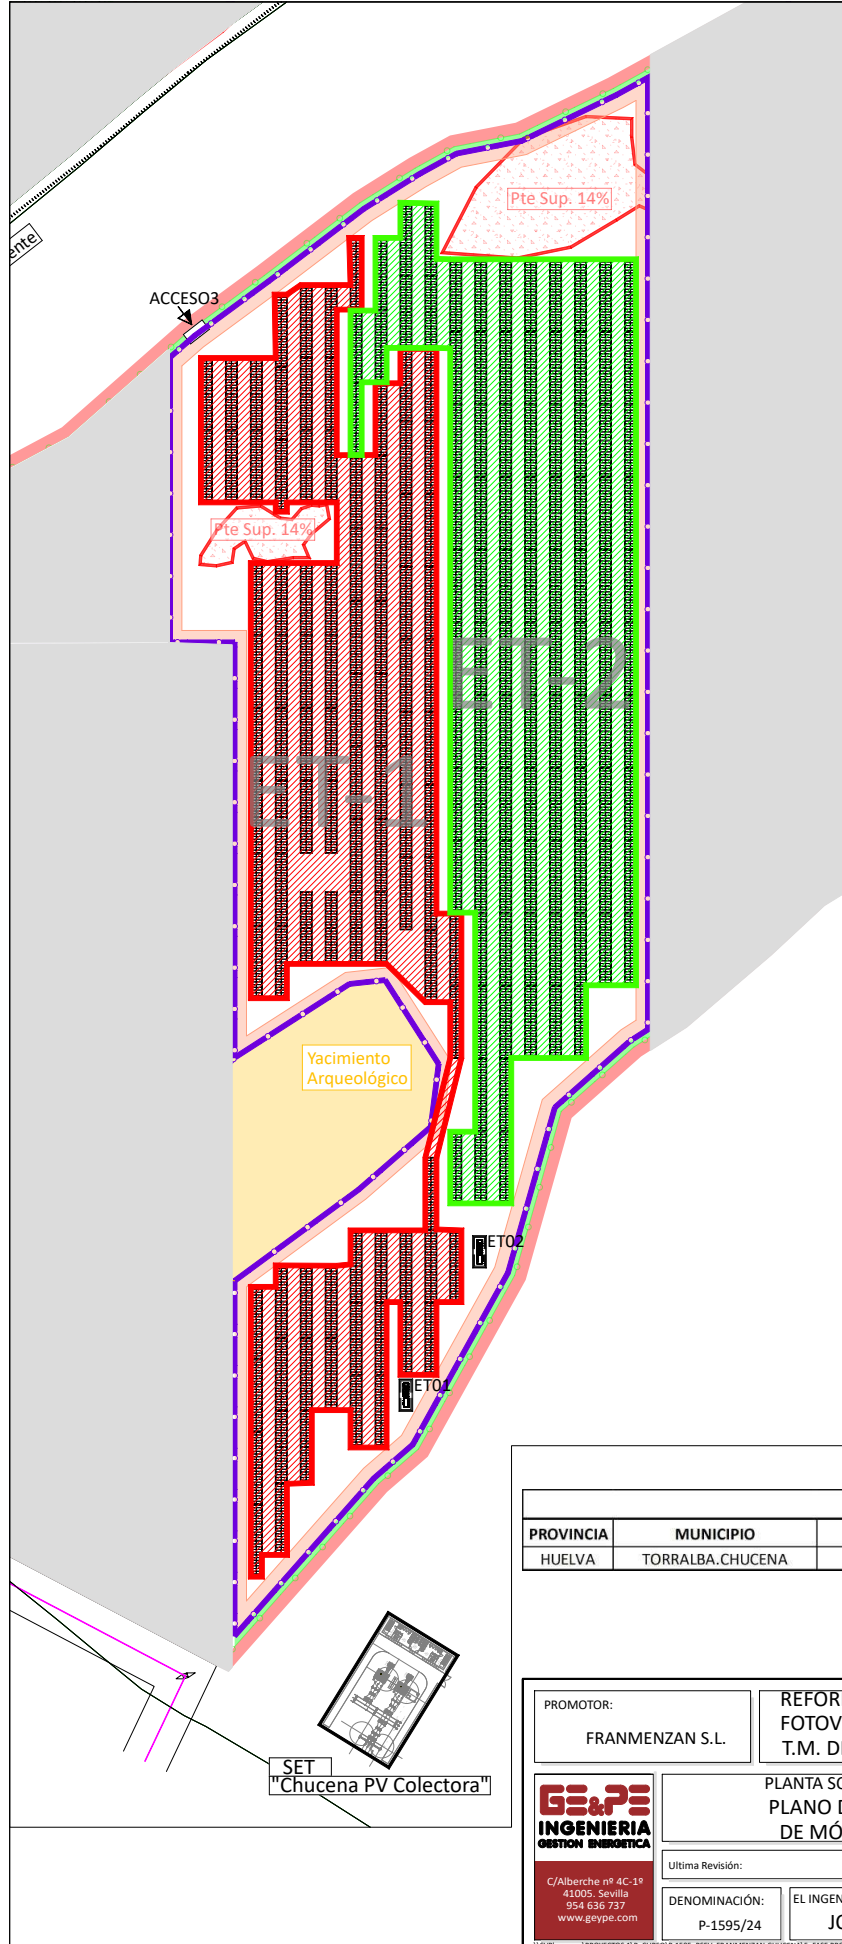 Pte Sup. 14%
ente
ACCESO3
Pte Sup. 14%
ET-2
ET-1
Yacimiento
Arqueológico
ET02
ET01
PROVINCIA MUNICIPIO
HUELVA TORRALBA.CHUCENA
SET
"Chucena PV Colectora"
PROMOTOR:
FRANMENZAN S.L.
REFOR
FOTOV
T.M. D
GE&PE
INGENIERIA
GESTION ENERGETICA
C/Alberche nº 4C-1º
41005. Sevilla
954 636 737
www.geype.com
PLANTA SO
PLANO D
DE MÓ
Ultima Revisión:
DENOMINACIÓN:
P-1595/24
EL INGEN
JO